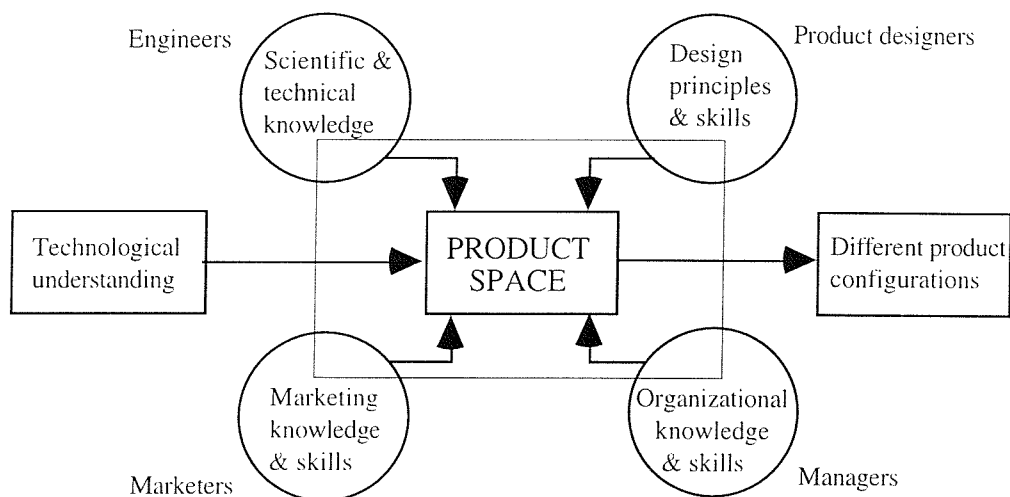 Engineers
Scientific &
technical
knowledge
Design
principles
& skills
Product designers
Technological
understanding
PRODUCT
SPACE
Different product
configurations
Marketing
knowledge
& skills
Marketers
Organizational
knowledge
& skills
Managers